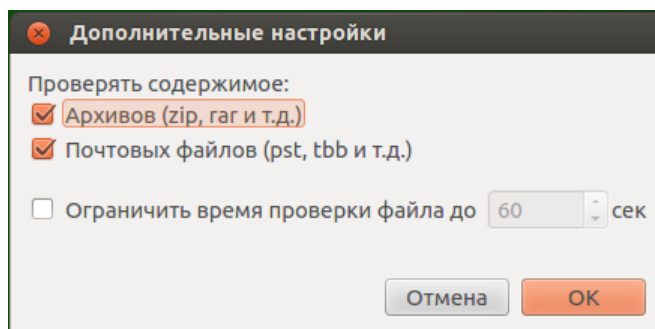 Дополнительные настройки
Проверять содержимое:
Архивов (zip, rar и т.д.)
Почтовых файлов (pst, tbb и т.д.)
Ограничить время проверки файла до 60 сек
Отмена OK